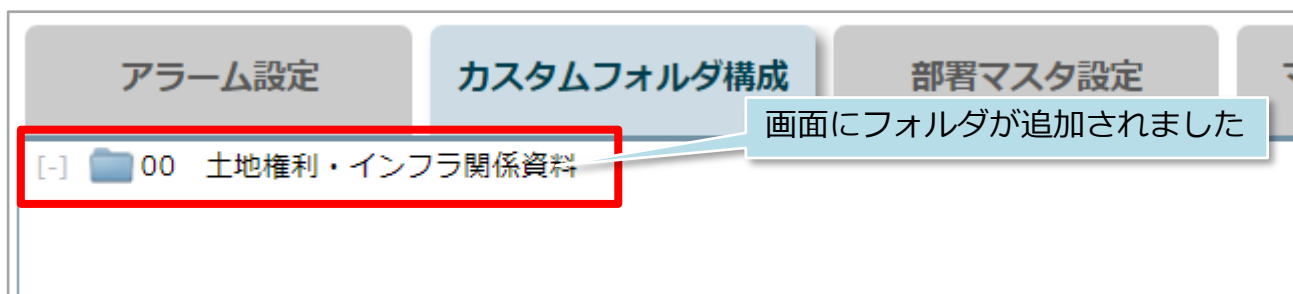 アラーム設定
カスタムフォルダ構成
部署マスタ設定
画面にフォルダが追加されました
[-] 00 土地権利・インフラ関係資料